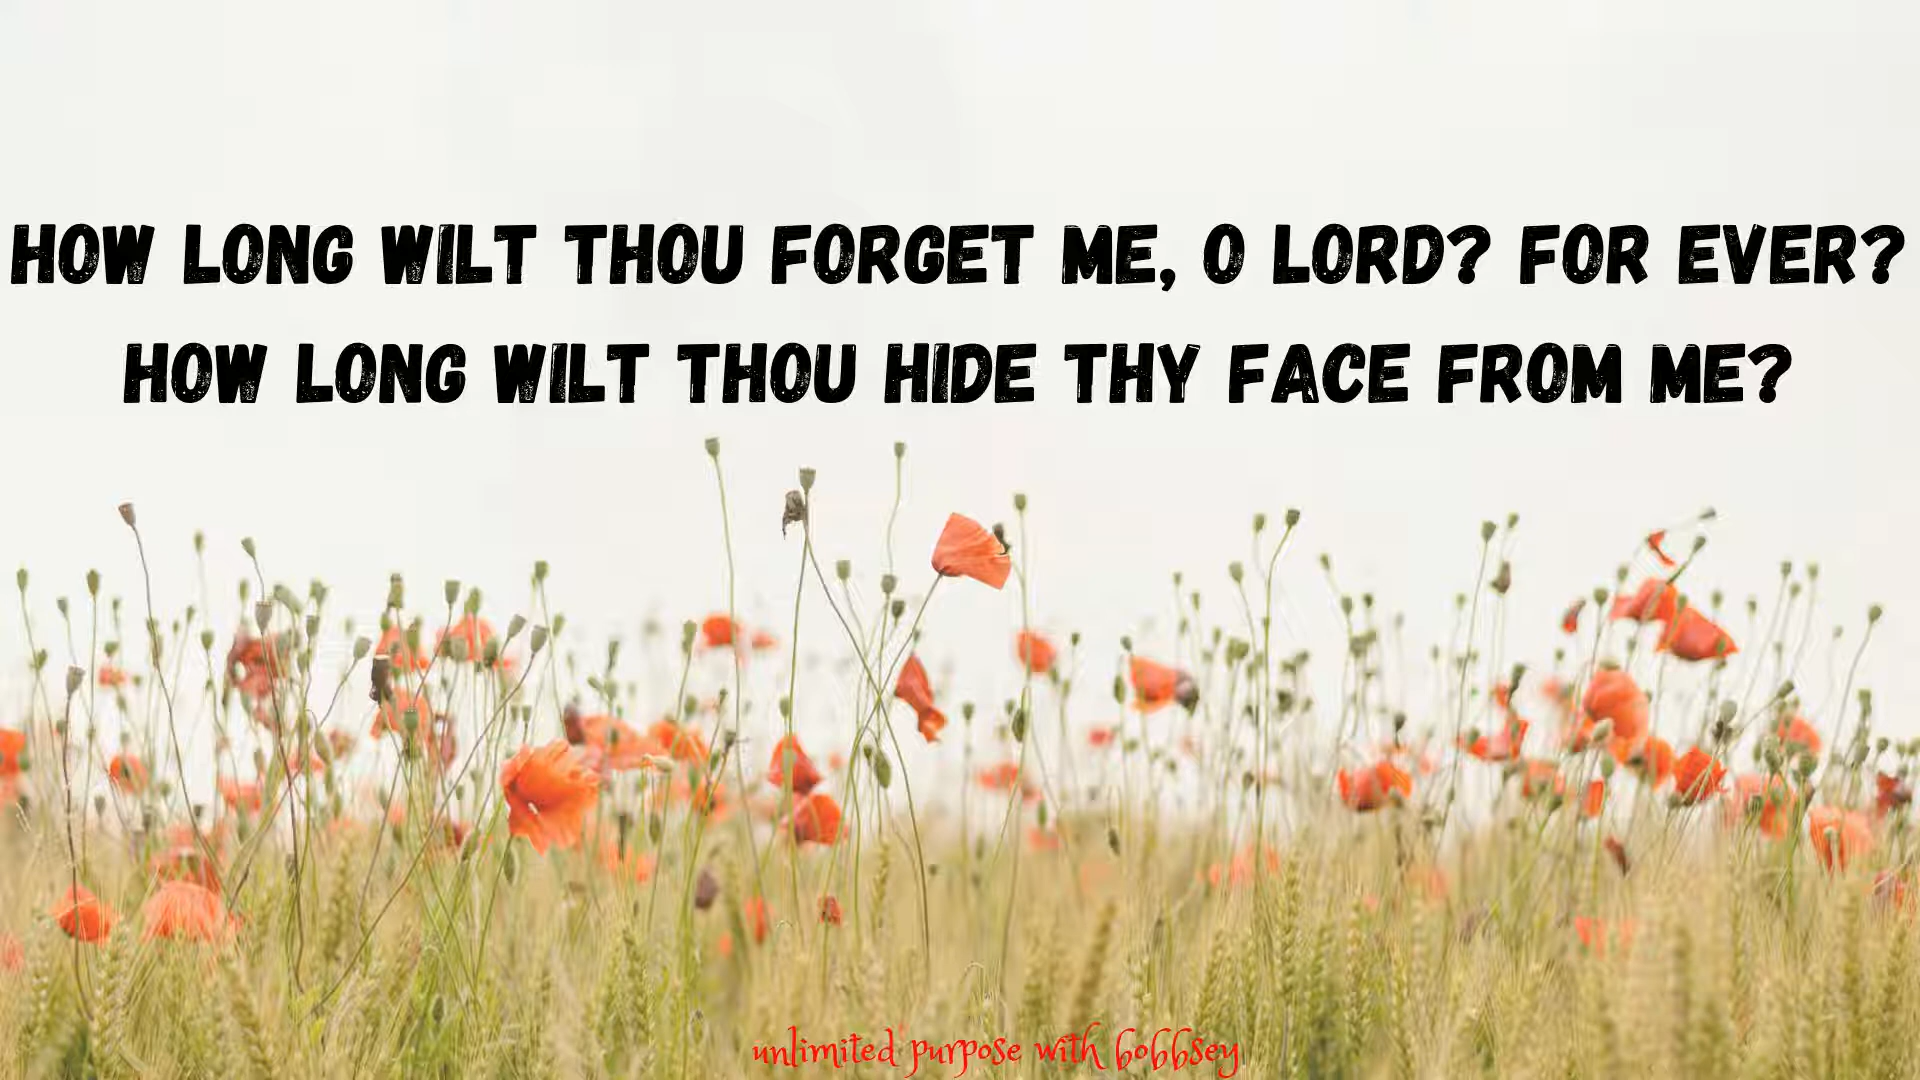 HOW LONG WILT THOU FORGET ME, O LORD? FOR EVER?
HOW LONG WILT THOU HIDE THY FACE FROM ME?
unlimited purpose with bobbsey